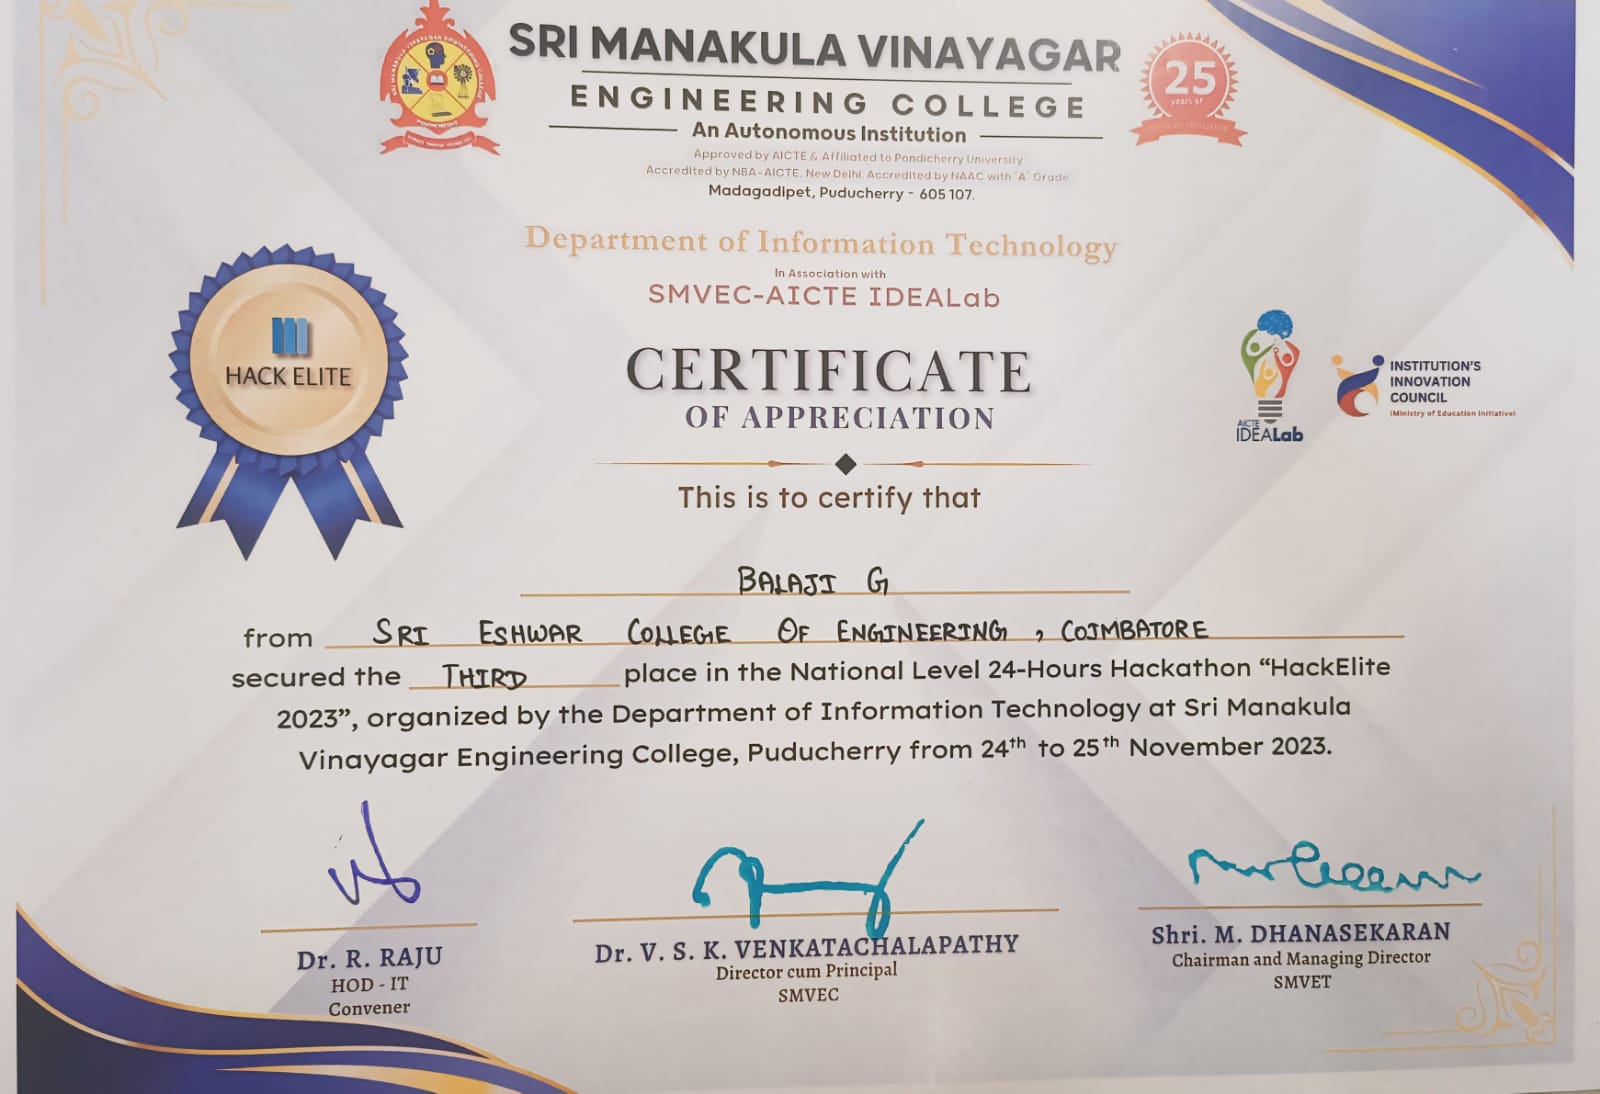 SRI MANAKULA VINAYAGAR
ENGINEERING COLLEGE
An Autonomous Institution
Approved by AICTE & Affiliated to Pondicherry University
Accredited by NBA-AICTE, New Delhi. Accredited by NAAC with 'A' Grade
Madagadipet, Puducherry - 605 107.
25
years of
Department of Information Technology
In Association with
SMVEC-AICTE IDEALab
HACK ELITE
CERTIFICATE
OF APPRECIATION
AICTE
IDEALab
INSTITUTION'S
INNOVATION
COUNCIL
(Ministry of Education Initiative)
This is to certify that
BALAJI G
from SRI ESHWAR COLLEGE OF ENGINEERING, COIMBATORE
secured the THIRD place in the National Level 24-Hours Hackathon “HackElite
2023”, organized by the Department of Information Technology at Sri Manakula
Vinayagar Engineering College, Puducherry from 24th to 25th November 2023.
Dr. R. RAJU
HOD - IT
Convener
Dr. V. S. K. VENKATACHALAPATHY
Director cum Principal
SMVEC
Shri. M. DHANASEKARAN
Chairman and Managing Director
SMVET